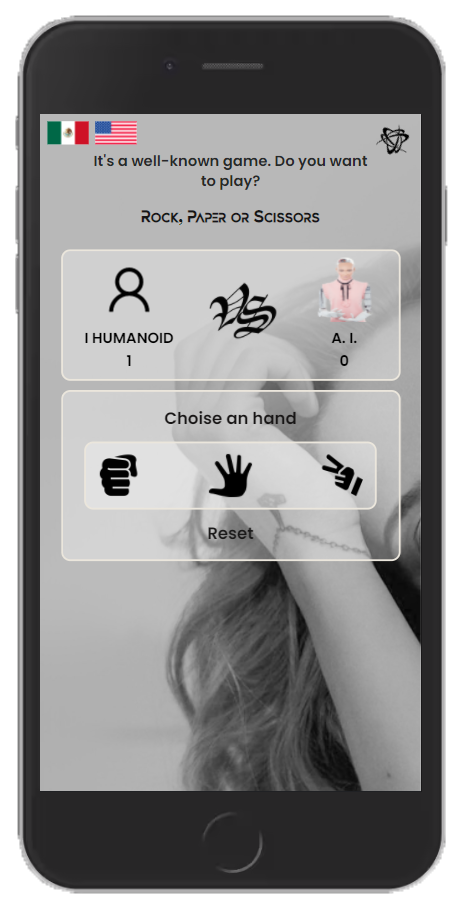 It's a well-known game. Do you want
to play?
Rock, Paper or Scissors
VS
I HUMANOID
A. I.
1
0
Choise an hand
Reset